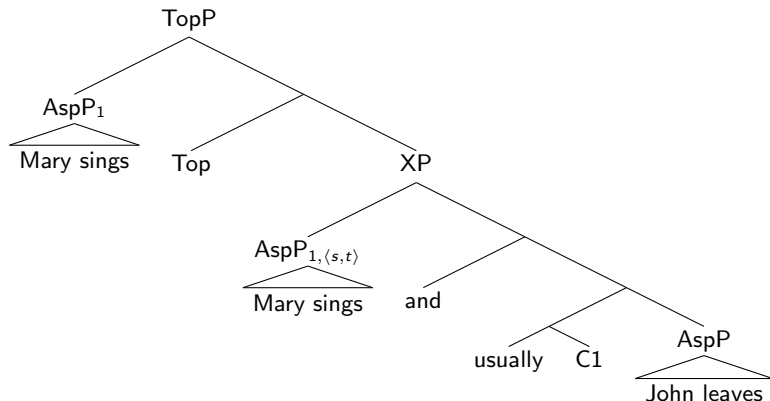 TopP
AspP₁
Mary sings
Top
XP
AspP₁,⟨s,t⟩
Mary sings
and
usually C1
AspP
John leaves